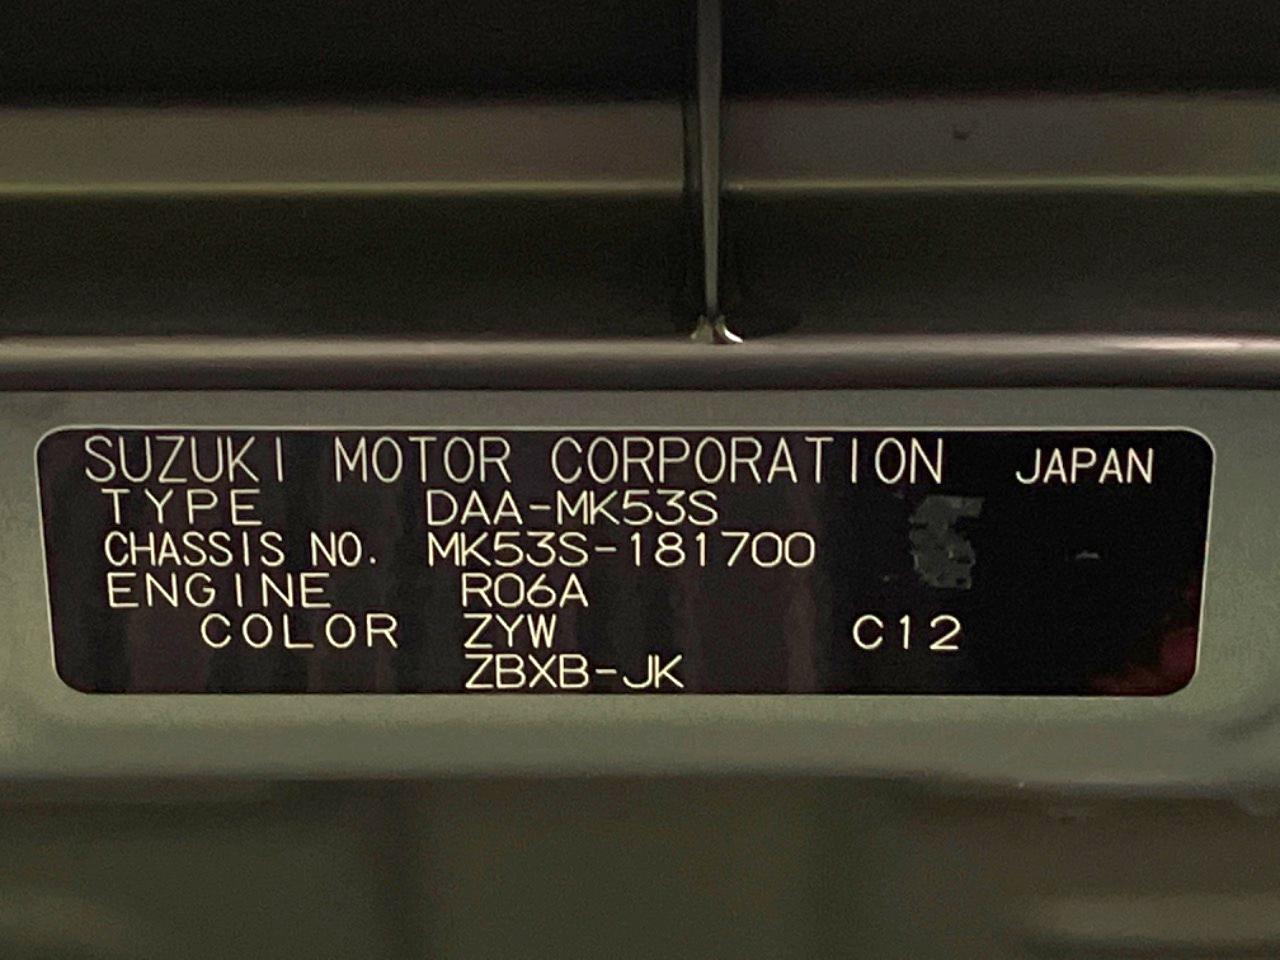 SUZUKI MOTOR CORPORATION JAPAN
TYPE DAA-MK53S
CHASSIS NO. MK53S-181700
ENGINE R06A
COLOR ZYW C12
ZBXB-JK